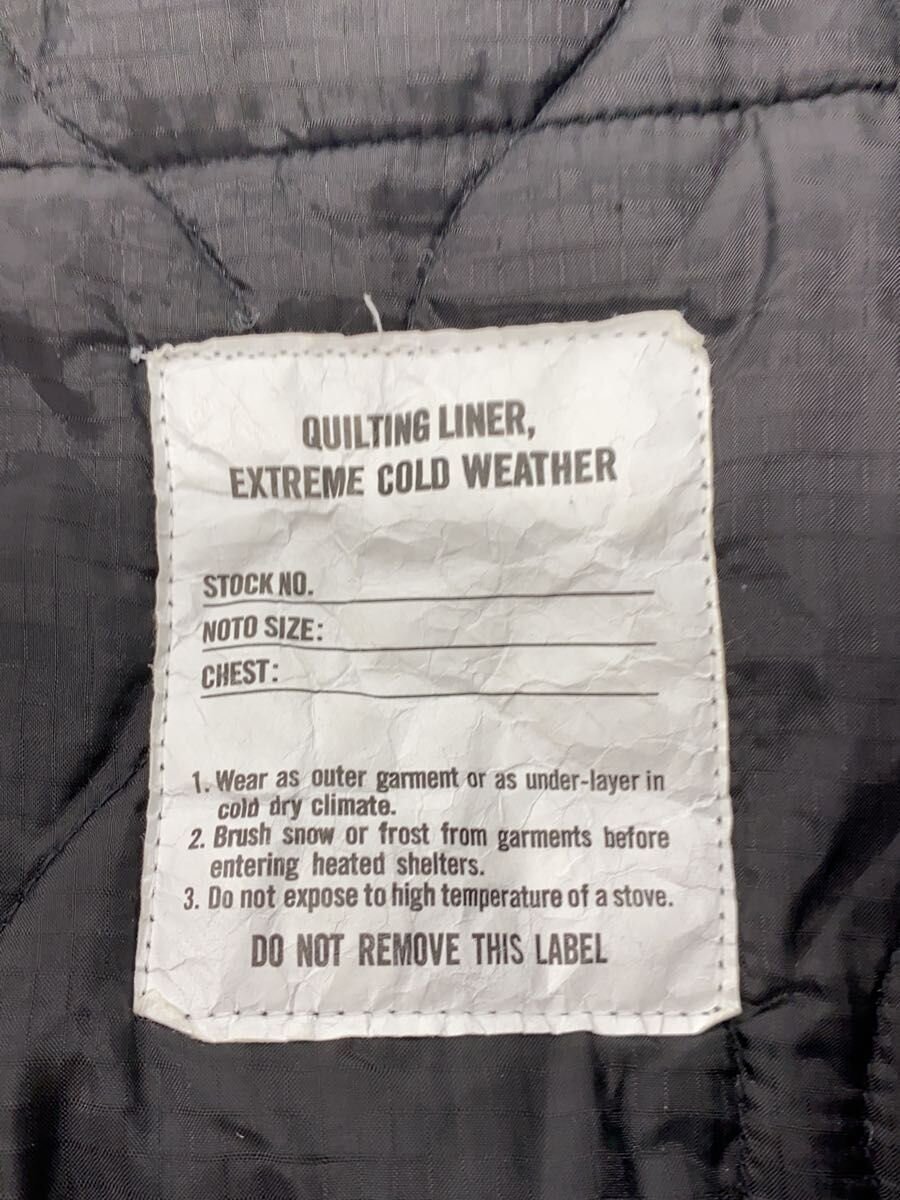 QUILTING LINER,
EXTREME COLD WEATHER
STOCK NO.
NOTO SIZE:
CHEST:
1. Wear as outer garment or as under-layer in
cold dry climate.
2. Brush snow or frost from garments before
entering heated shelters.
3. Do not expose to high temperature of a stove.
DO NOT REMOVE THIS LABEL